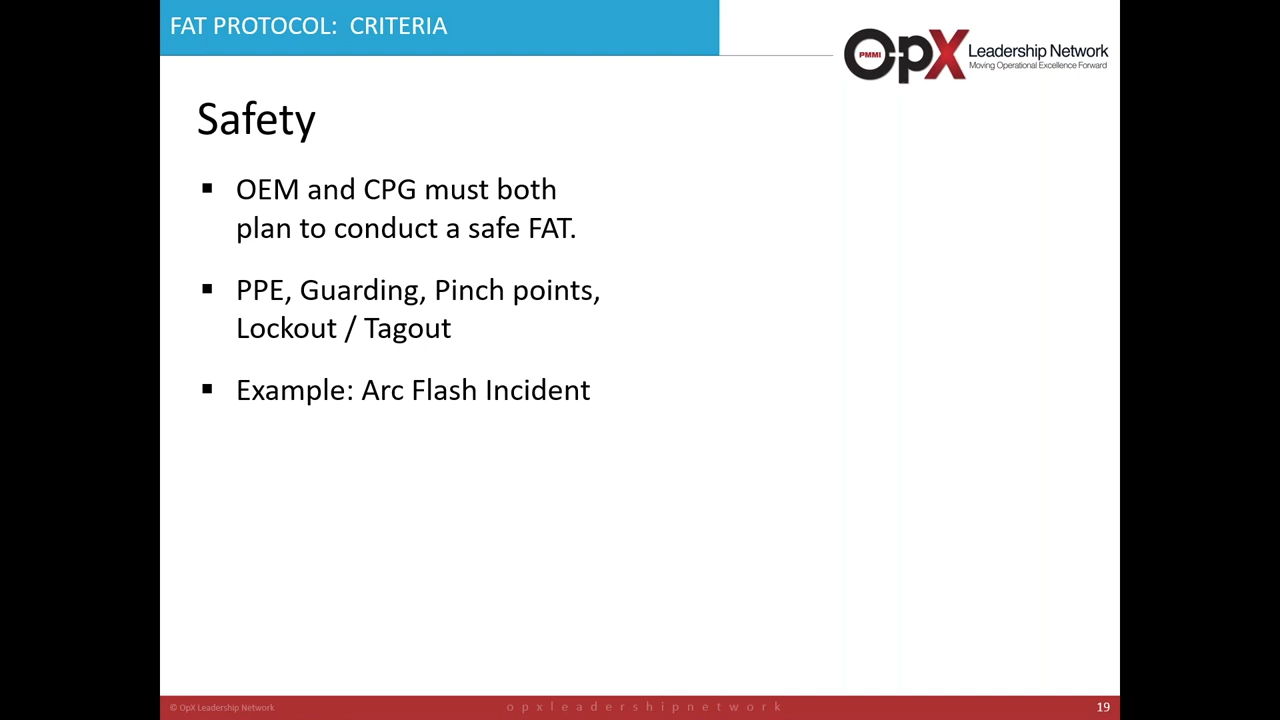 FAT PROTOCOL: CRITERIA
PMMI
OpX
Leadership Network
Moving Operational Excellence Forward
Safety
▪ OEM and CPG must both
plan to conduct a safe FAT.
▪ PPE, Guarding, Pinch points,
Lockout / Tagout
▪ Example: Arc Flash Incident
© OpX Leadership Network
opxleadershipnetwork
19